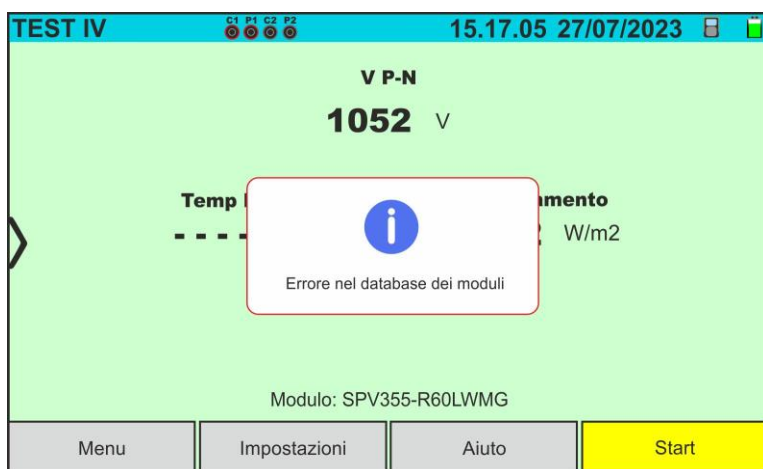 TEST IV C1 P1 C2 P2 15.17.05 27/07/2023
V P-N
1052 V
Temp
- - - - W/m2
Errore nel database dei moduli
Modulo: SPV355-R60LWMG
Menu Impostazioni Aiuto Start